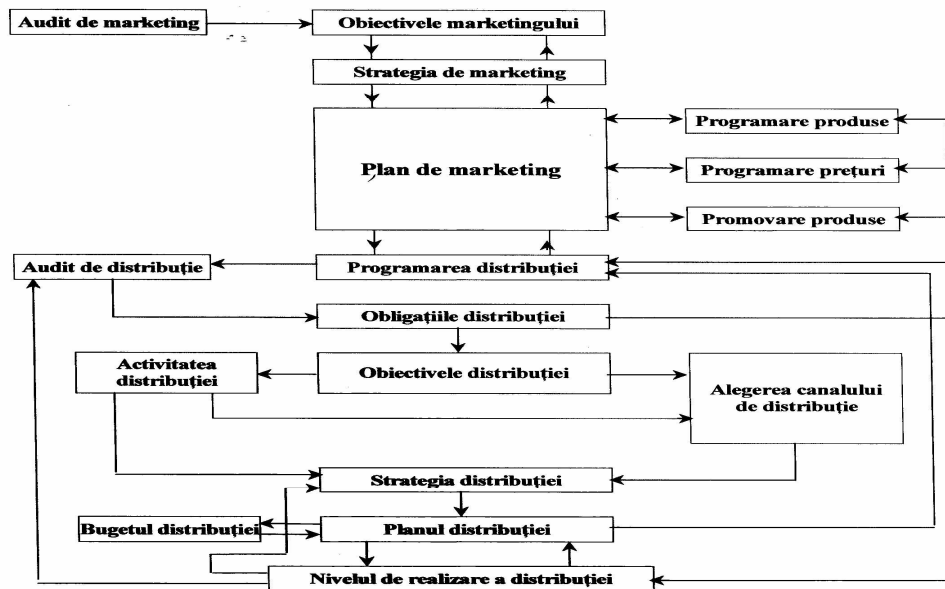 Audit de marketing
Obiectivele marketingului
Strategia de marketing
Plan de marketing
Programare produse
Programare prețuri
Promovare produse
Audit de distribuție
Programarea distribuției
Obligațiile distribuției
Activitatea
distribuției
Obiectivele distribuției
Alegerea canalului
de distribuție
Strategia distribuției
Bugetul distribuției
Planul distribuției
Nivelul de realizare a distribuției